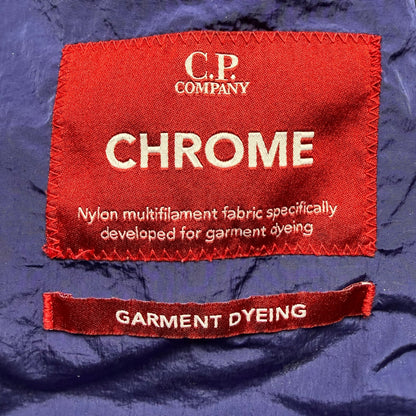 C.P.
COMPANY
CHROME
Nylon multifilament fabric specifically
developed for garment dyeing
GARMENT DYEING